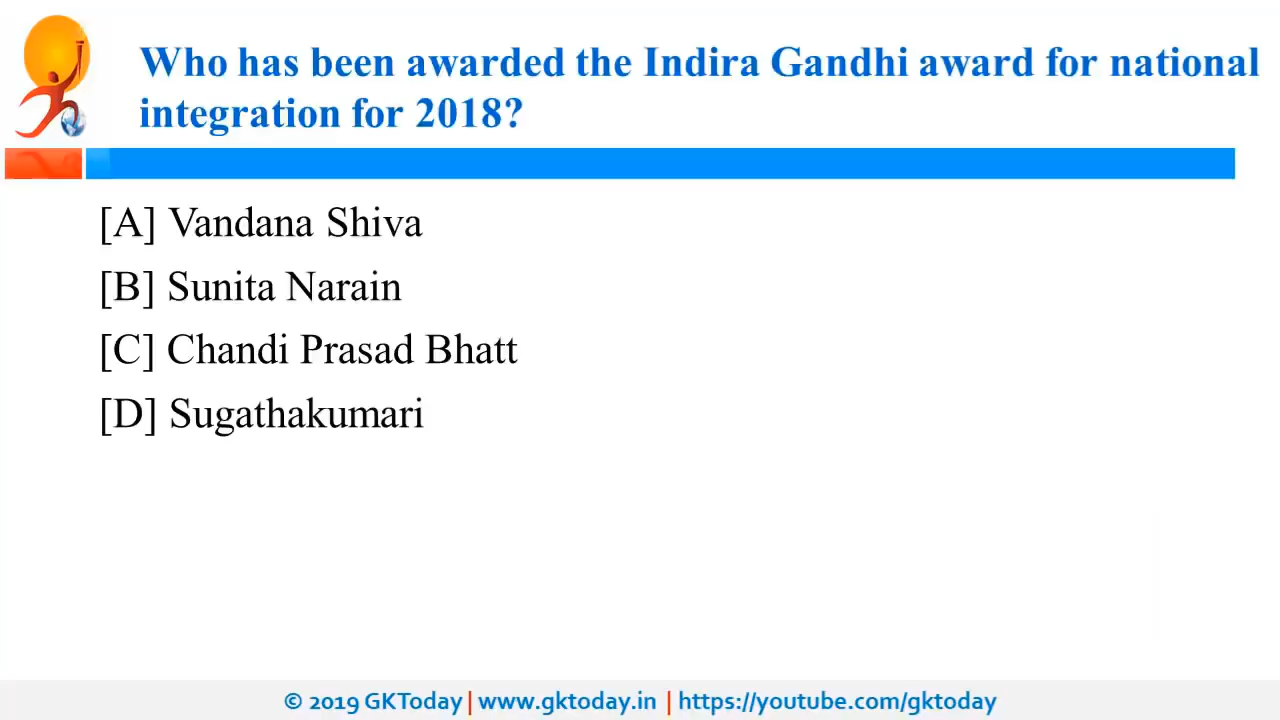 Who has been awarded the Indira Gandhi award for national
integration for 2018?
[A] Vandana Shiva
[B] Sunita Narain
[C] Chandi Prasad Bhatt
[D] Sugathakumari
© 2019 GKToday | www.gktoday.in | https://youtube.com/gktoday